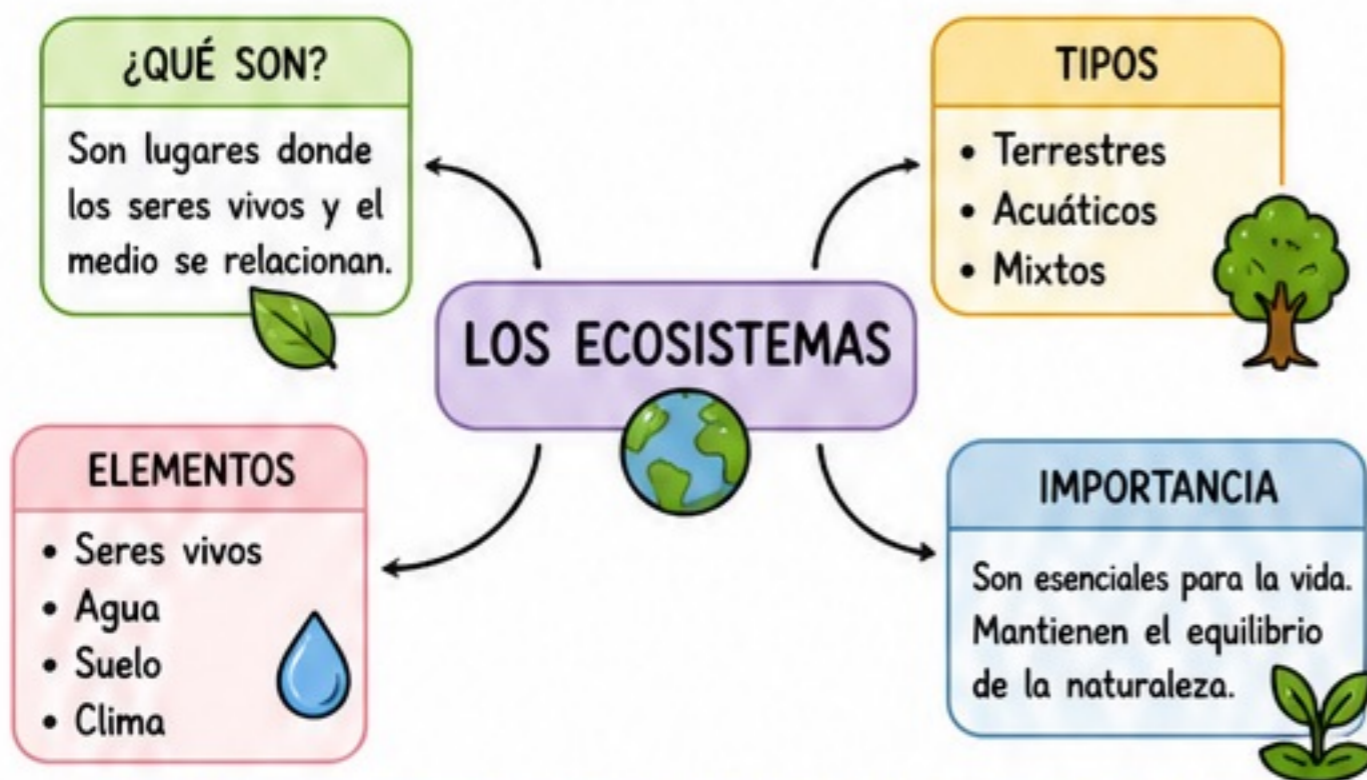 ¿QUÉ SON?
Son lugares donde
los seres vivos y el
medio se relacionan.
TIPOS
• Terrestres
• Acuáticos
• Mixtos
LOS ECOSISTEMAS
ELEMENTOS
• Seres vivos
• Agua
• Suelo
• Clima
IMPORTANCIA
Son esenciales para la vida.
Mantienen el equilibrio
de la naturaleza.